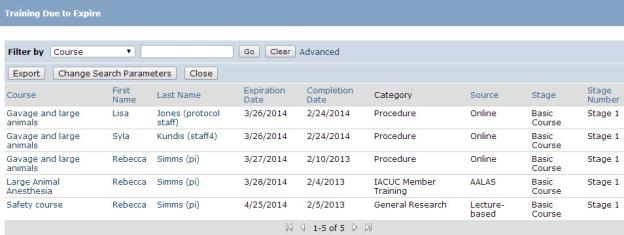 Training Due to Expire
Filter by Course Go Clear Advanced
Export Change Search Parameters Close
Course First Name Last Name Expiration Date Completion Date Category Source Stage Stage Number
Gavage and large animals Lisa Jones (protocol staff) 3/26/2014 2/24/2014 Procedure Online Basic Course Stage 1
Gavage and large animals Syla Kundis (staff4) 3/26/2014 2/24/2014 Procedure Online Basic Course Stage 1
Gavage and large animals Rebecca Simms (pi) 3/27/2014 2/10/2013 Procedure Online Basic Course Stage 1
Large Animal Anesthesia Rebecca Simms (pi) 3/28/2014 2/4/2013 IACUC Member Training AALAS Basic Course Stage 1
Safety course Rebecca Simms (pi) 4/25/2014 2/5/2013 General Research Lecture-based Basic Course Stage 1
1-5 of 5